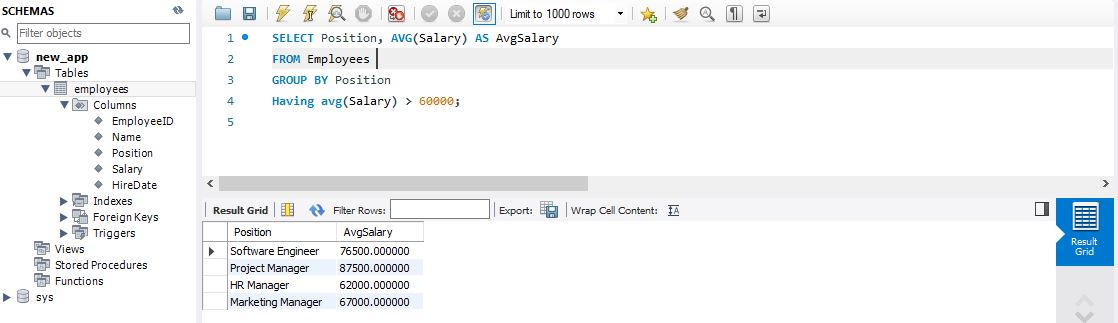 SCHEMAS
Filter objects
new_app
Tables
employees
Columns
EmployeeID
Name
Position
Salary
HireDate
Indexes
Foreign Keys
Triggers
Views
Stored Procedures
Functions
sys
Limit to 1000 rows
1 SELECT Position, AVG(Salary) AS AvgSalary
2 FROM Employees
3 GROUP BY Position
4 Having avg(Salary) > 60000;
5
Result Grid Filter Rows: Export: Wrap Cell Content: IA
Position AvgSalary
Software Engineer 76500.000000
Project Manager 87500.000000
HR Manager 62000.000000
Marketing Manager 67000.000000
Result
Grid